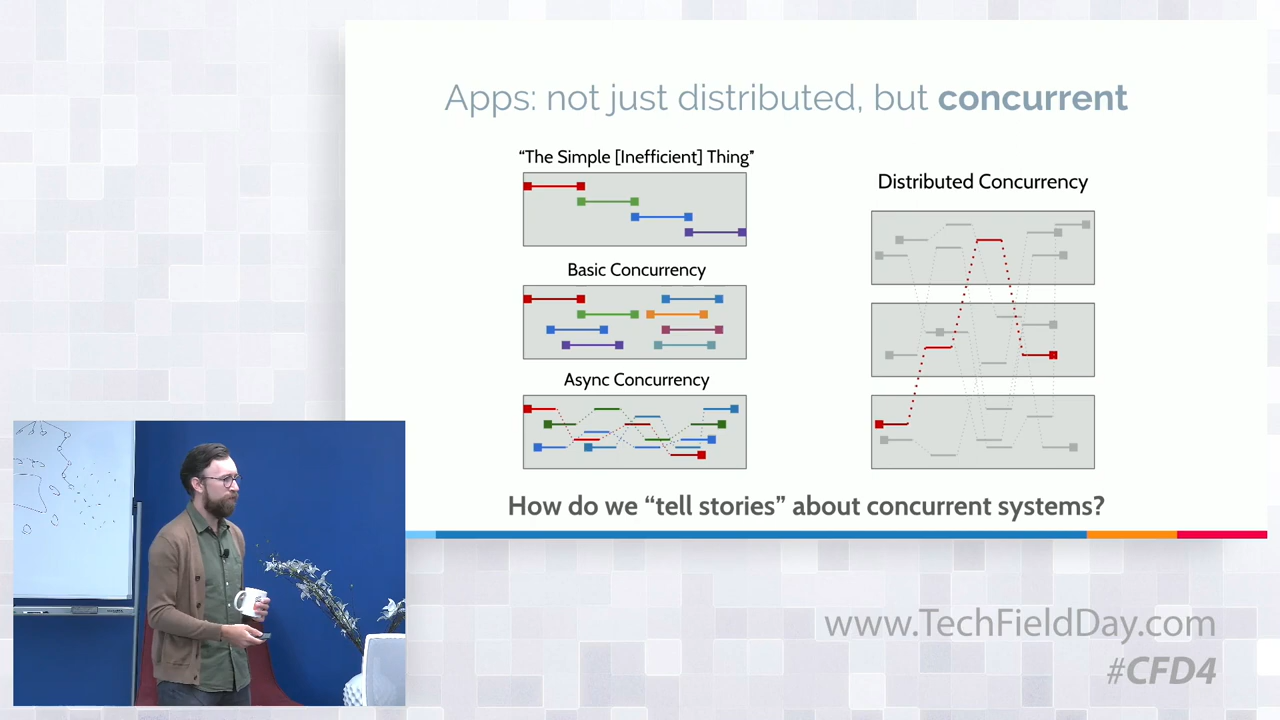 Apps: not just distributed, but concurrent
“The Simple [Inefficient] Thing”
Basic Concurrency
Async Concurrency
Distributed Concurrency
How do we “tell stories” about concurrent systems?
www.TechFieldDay.com
#CFD4